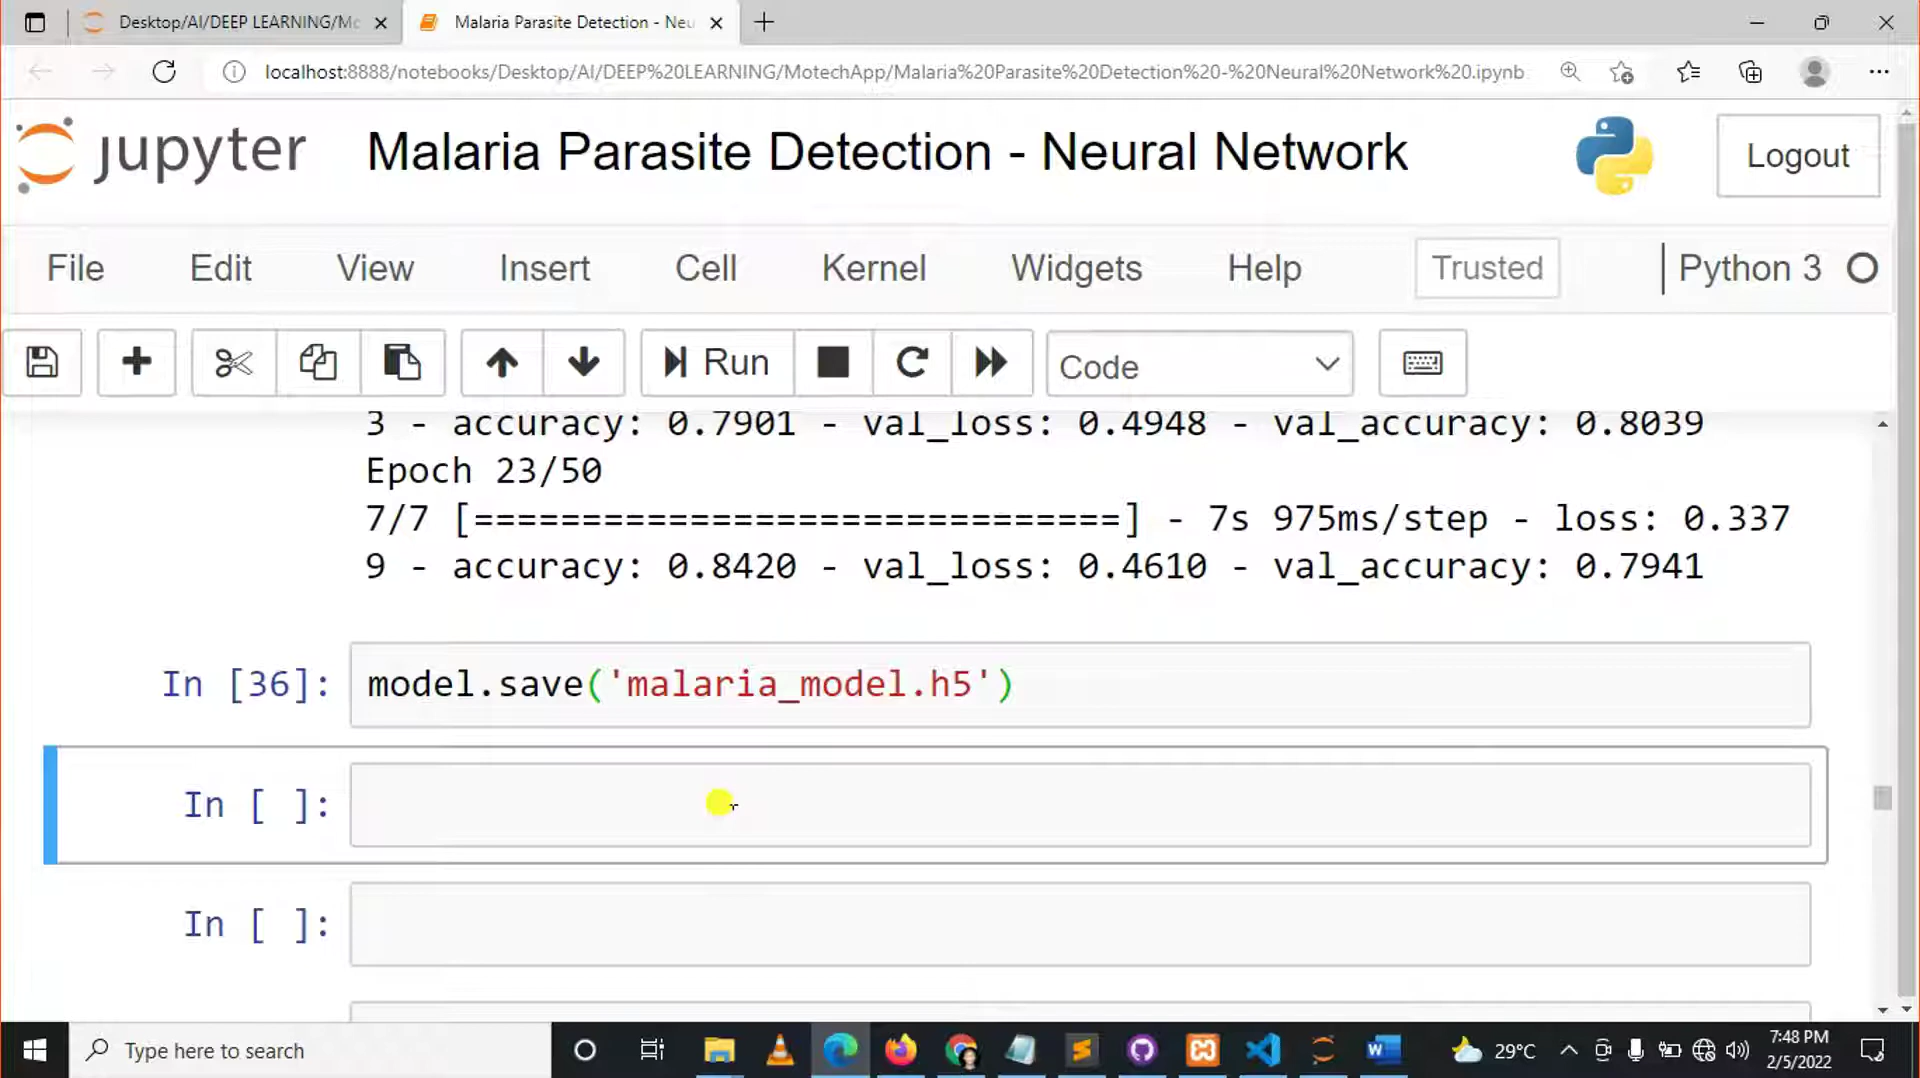 Desktop/AI/DEEP LEARNING/Mo
Malaria Parasite Detection - Neu
localhost:8888/notebooks/Desktop/AI/DEEP%20LEARNING/MotechApp/Malaria%20Parasite%20Detection%20-%20Neural%20Network%20.ipynb
jupyter
Malaria Parasite Detection - Neural Network
Logout
File Edit View Insert Cell Kernel Widgets Help Trusted Python 3
Run Code
3 - accuracy: 0.7901 - val_loss: 0.4948 - val_accuracy: 0.8039
Epoch 23/50
7/7 [==============================] - 7s 975ms/step - loss: 0.337
9 - accuracy: 0.8420 - val_loss: 0.4610 - val_accuracy: 0.7941
In [36]: model.save('malaria_model.h5')
In [ ]:
In [ ]:
Type here to search
29°C
7:48 PM
2/5/2022